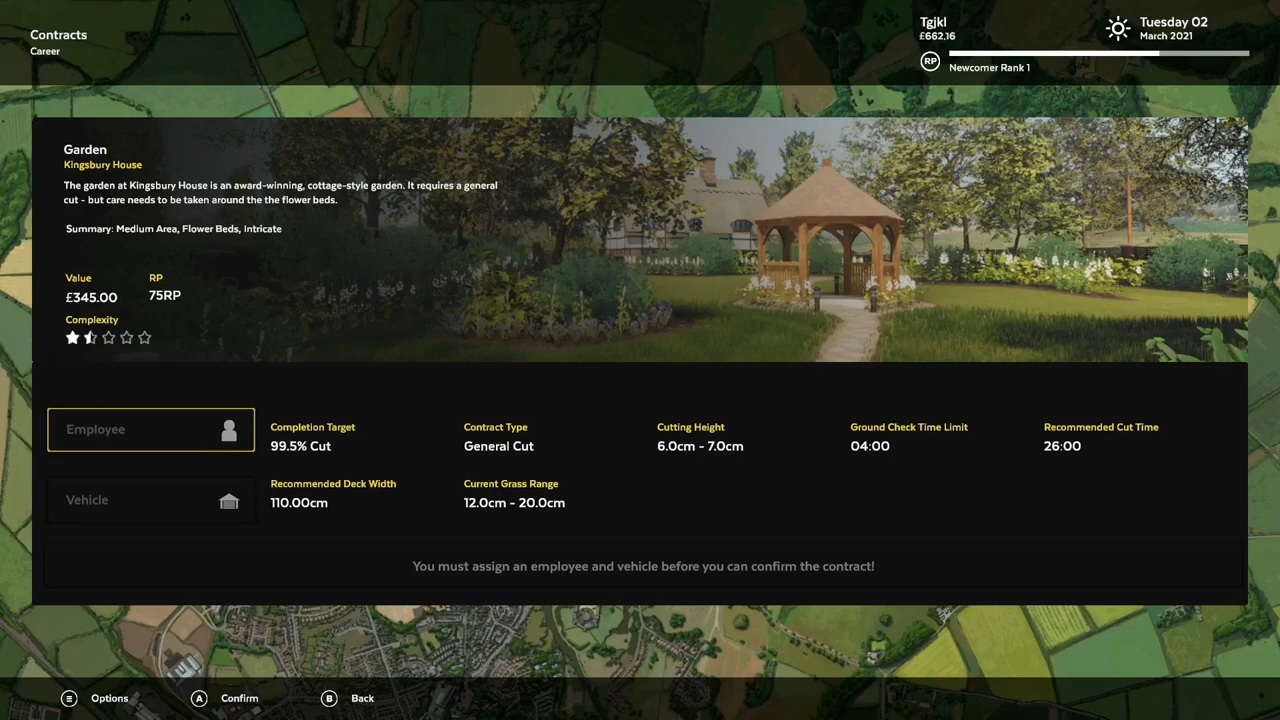 Contracts
Career
Tgjkl
£662.16
Tuesday 02
March 2021
RP
Newcomer Rank 1
Garden
Kingsbury House
The garden at Kingsbury House is an award-winning, cottage-style garden. It requires a general
cut - but care needs to be taken around the the flower beds.
Summary: Medium Area, Flower Beds, Intricate
Value
RP
£345.00
75RP
Complexity
Employee
Completion Target
Contract Type
Cutting Height
Ground Check Time Limit
Recommended Cut Time
99.5% Cut
General Cut
6.0cm - 7.0cm
04:00
26:00
Vehicle
Recommended Deck Width
Current Grass Range
110.00cm
12.0cm - 20.0cm
You must assign an employee and vehicle before you can confirm the contract!
Options
A Confirm
B Back